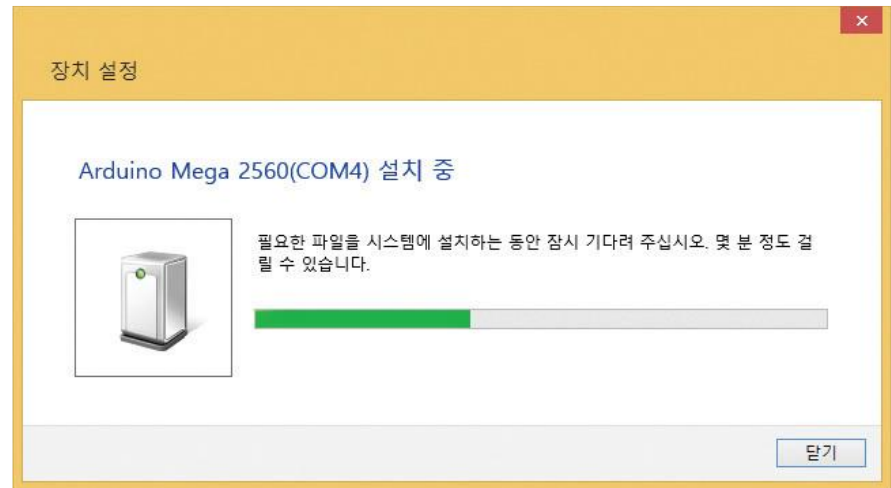 장치 설정
Arduino Mega 2560(COM4) 설치 중
필요한 파일을 시스템에 설치하는 동안 잠시 기다려 주십시오. 몇 분 정도 걸
릴 수 있습니다.
닫기